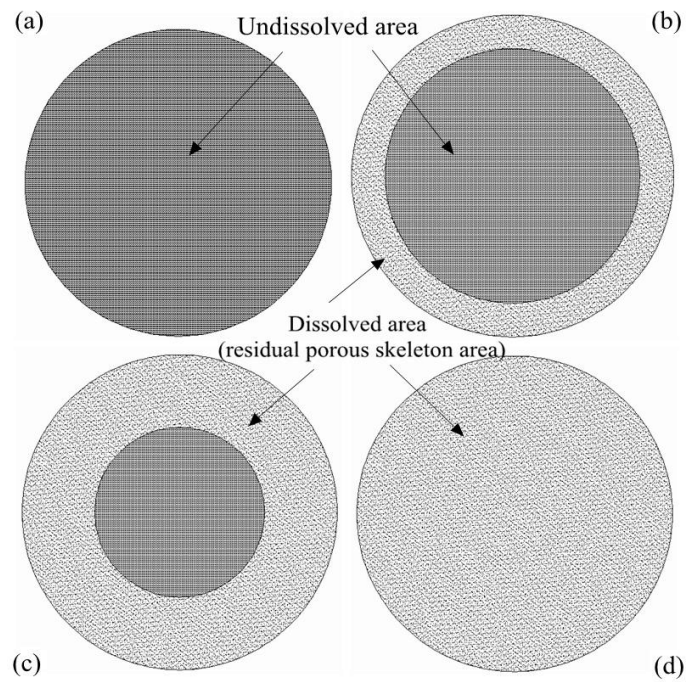 (a)
Undissolved area
(b)
Dissolved area
(residual porous skeleton area)
(c)
(d)